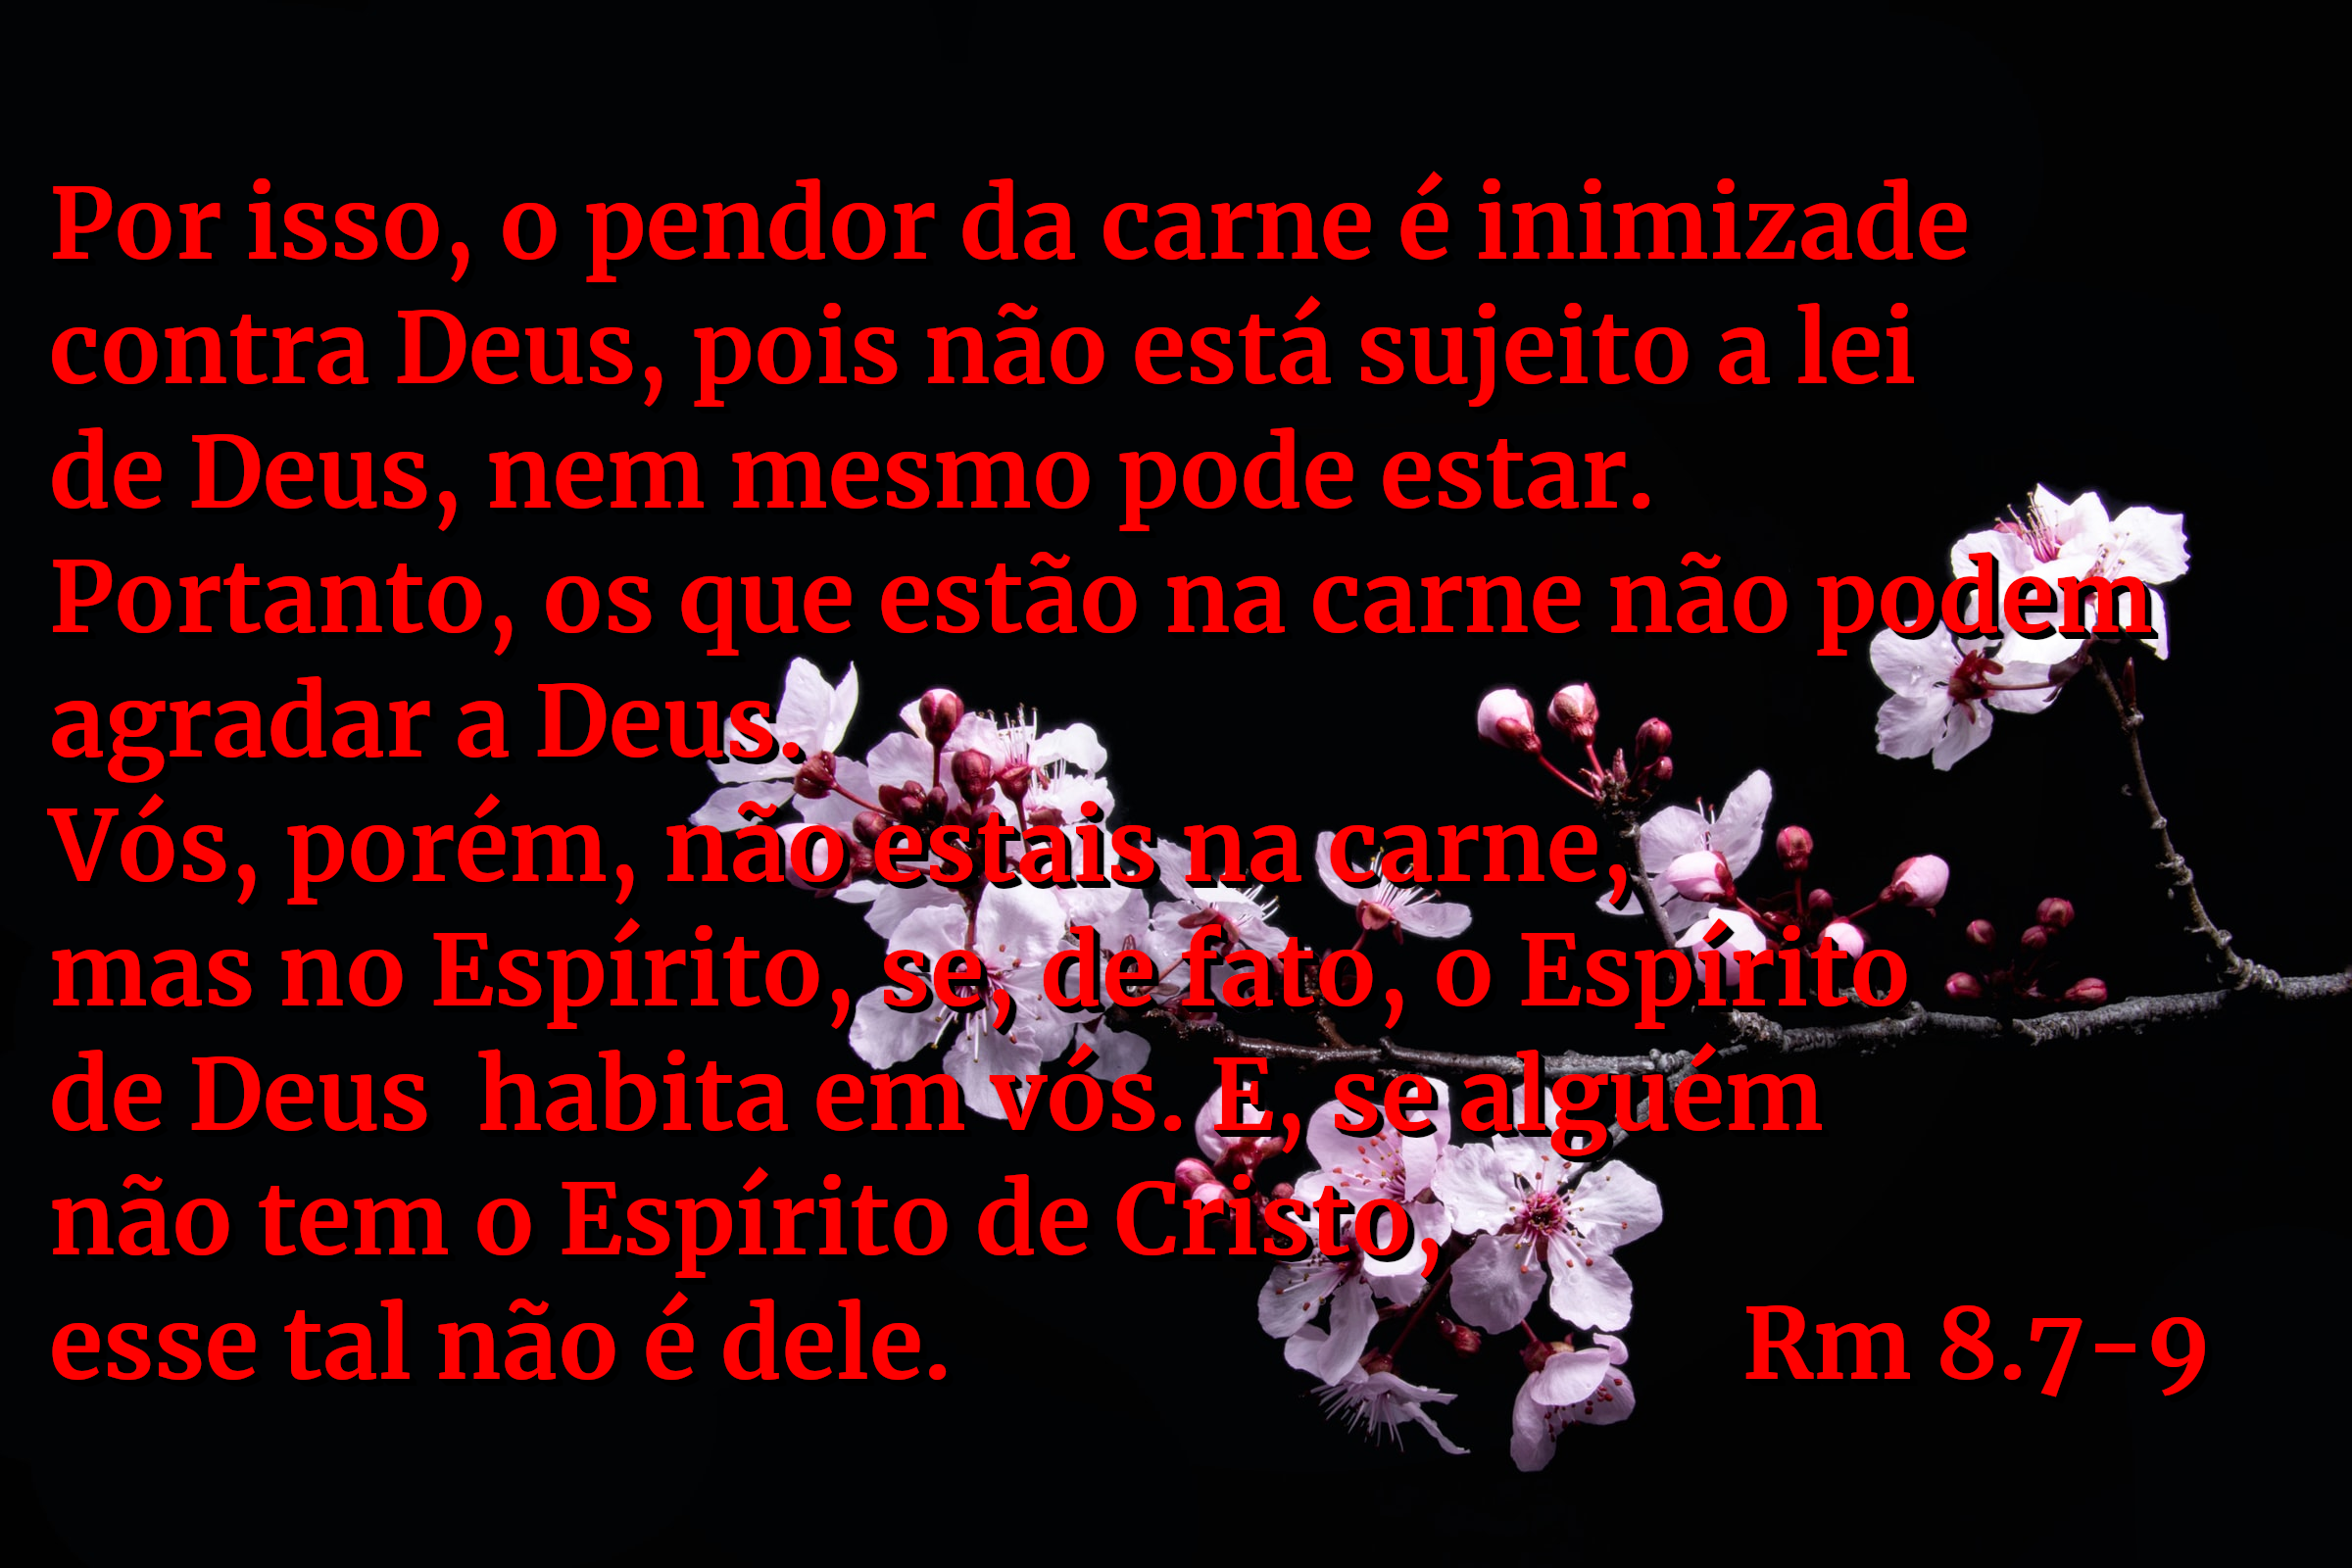 Por isso, o pendor da carne é inimizade
contra Deus, pois não está sujeito a lei
de Deus, nem mesmo pode estar.
Portanto, os que estão na carne não podem
agradar a Deus.
Vós, porém, não estais na carne,
mas no Espírito, se, de fato, o Espírito
de Deus  habita em vós. E, se alguém
não tem o Espírito de Cristo,
esse tal não é dele.
Rm 8.7-9